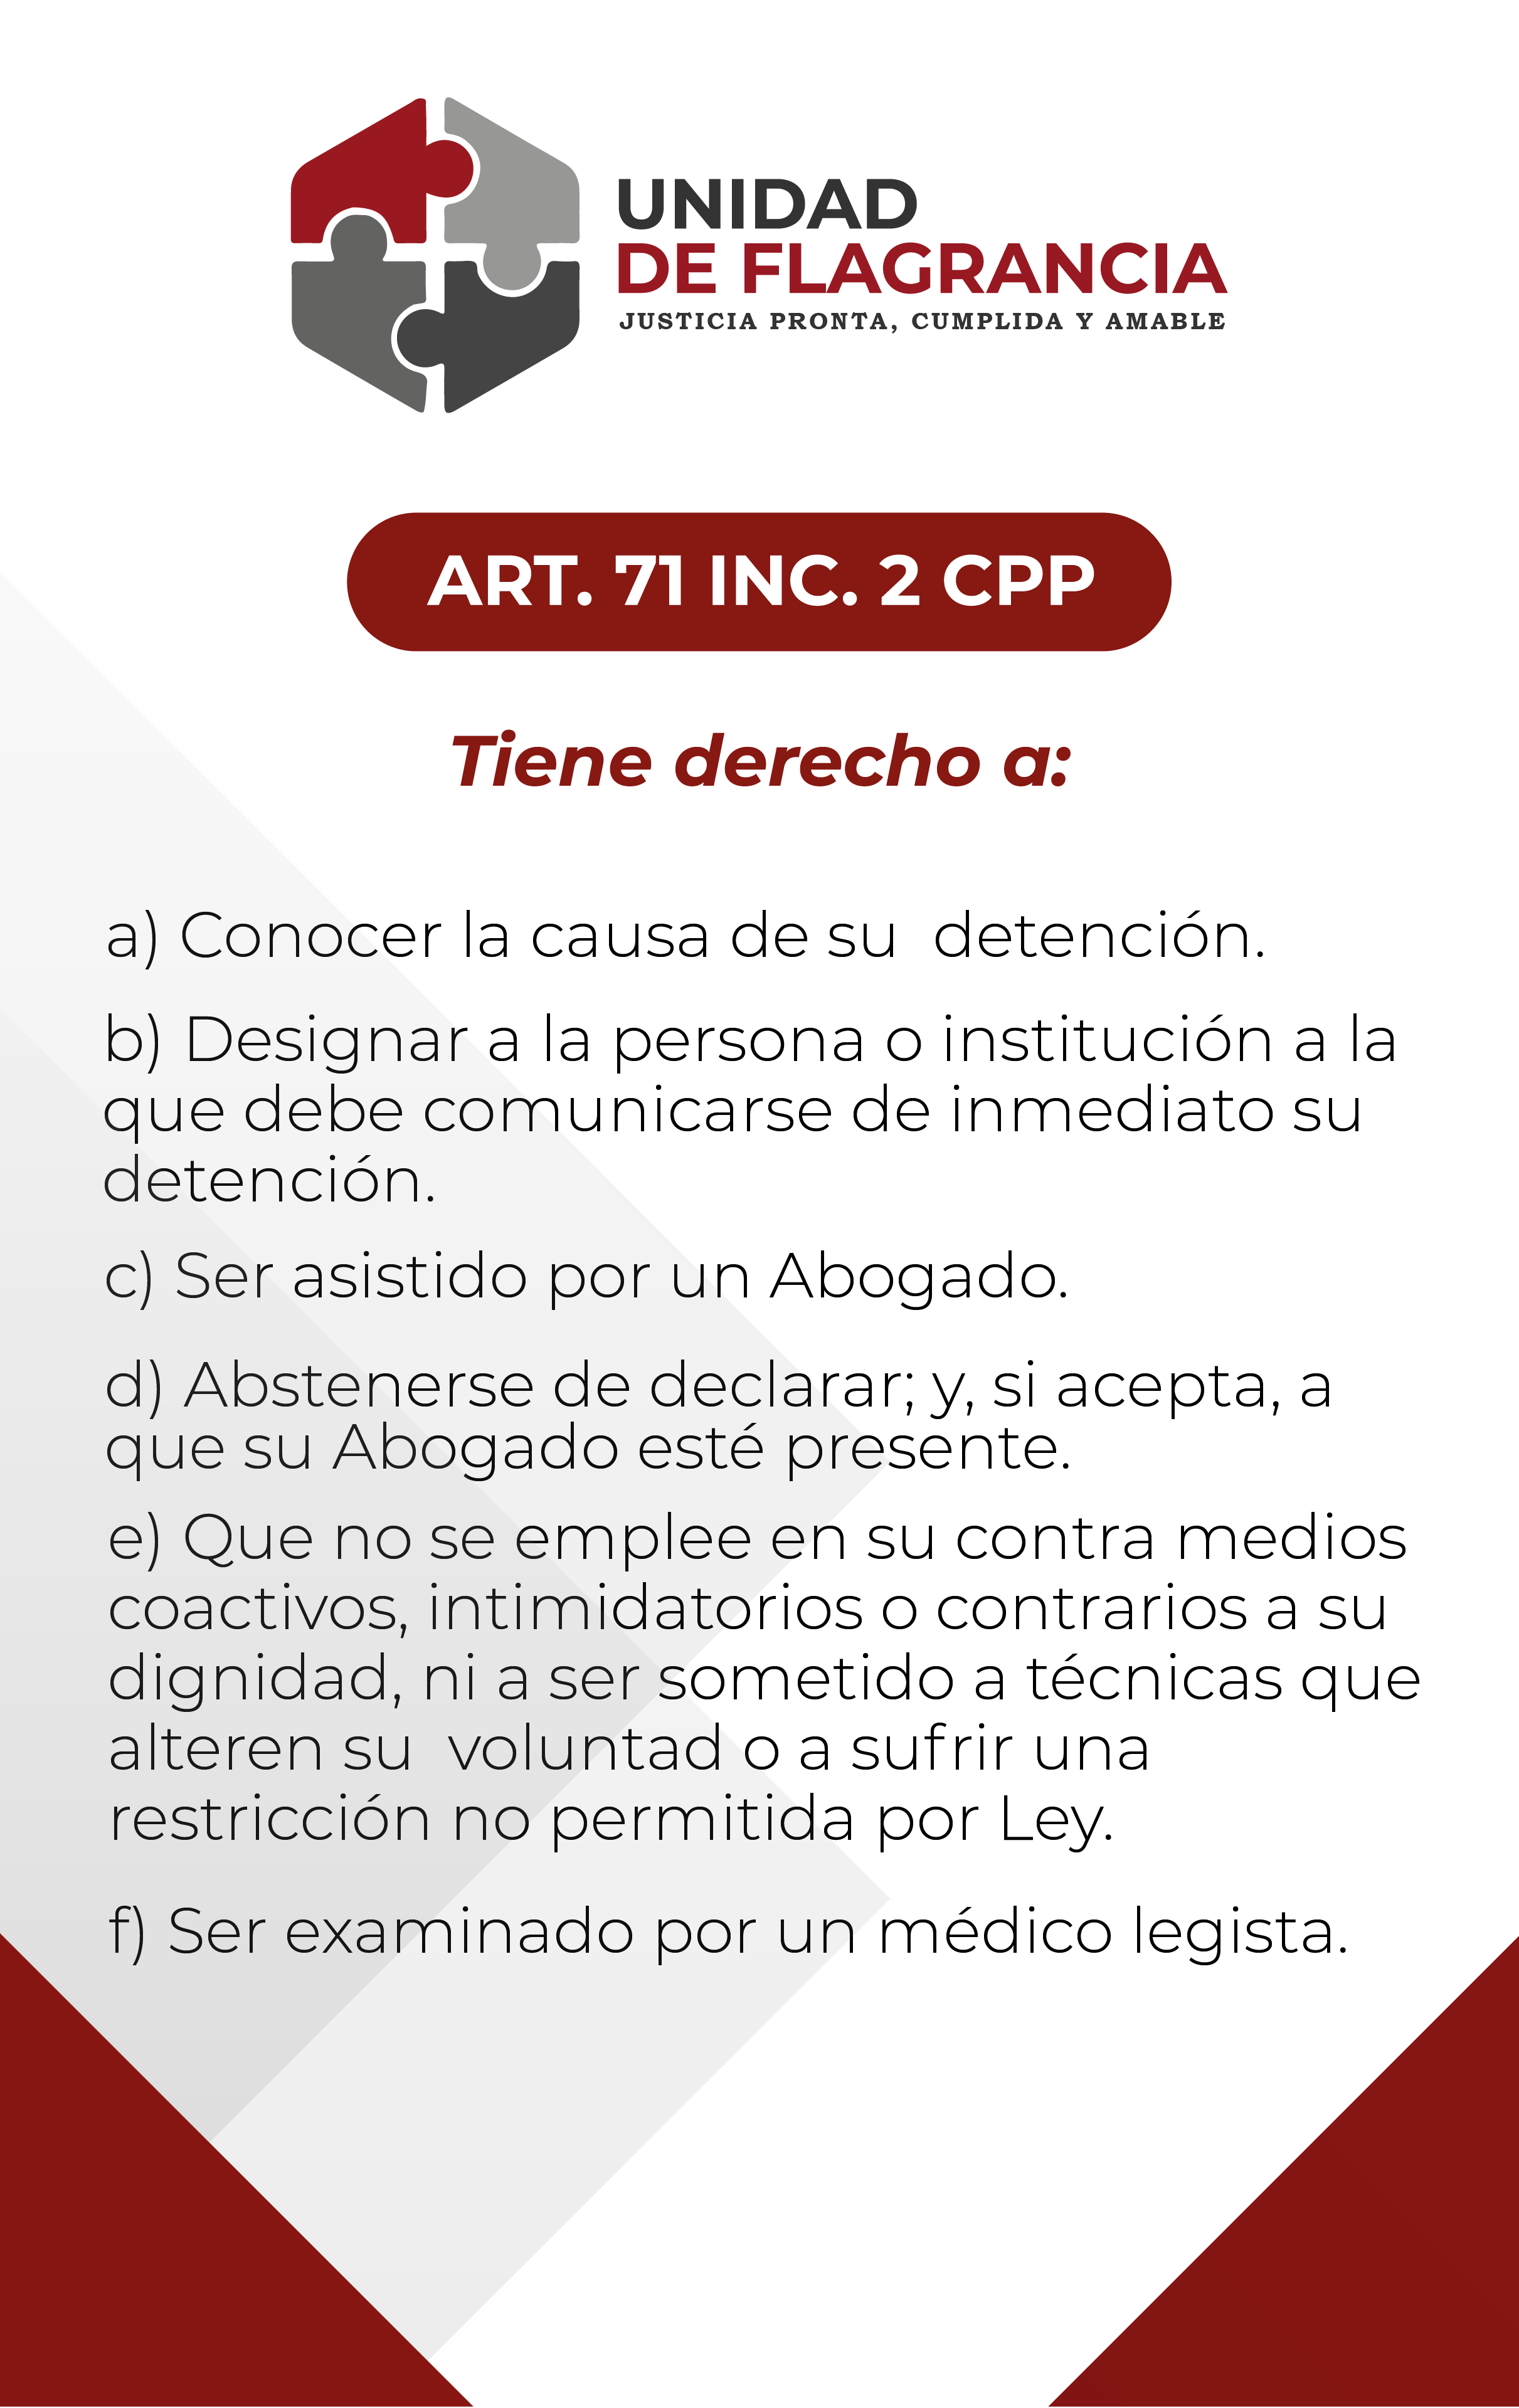 UNIDAD
DE FLAGRANCIA
JUSTICIA PRONTA, CUMPLIDA Y AMABLE
ART. 71 INC. 2 CPP
Tiene derecho a:
a) Conocer la causa de su  detención.
b) Designar a la persona o institución a la
que debe comunicarse de inmediato su
detención.
c) Ser asistido por un Abogado.
d) Abstenerse de declarar; y, si acepta, a
que su Abogado esté presente.
e) Que no se emplee en su contra medios
coactivos, intimidatorios o contrarios a su
dignidad, ni a ser sometido a técnicas que
alteren su  voluntad o a sufrir una
restricción no permitida por Ley.
f) Ser examinado por un médico legista.